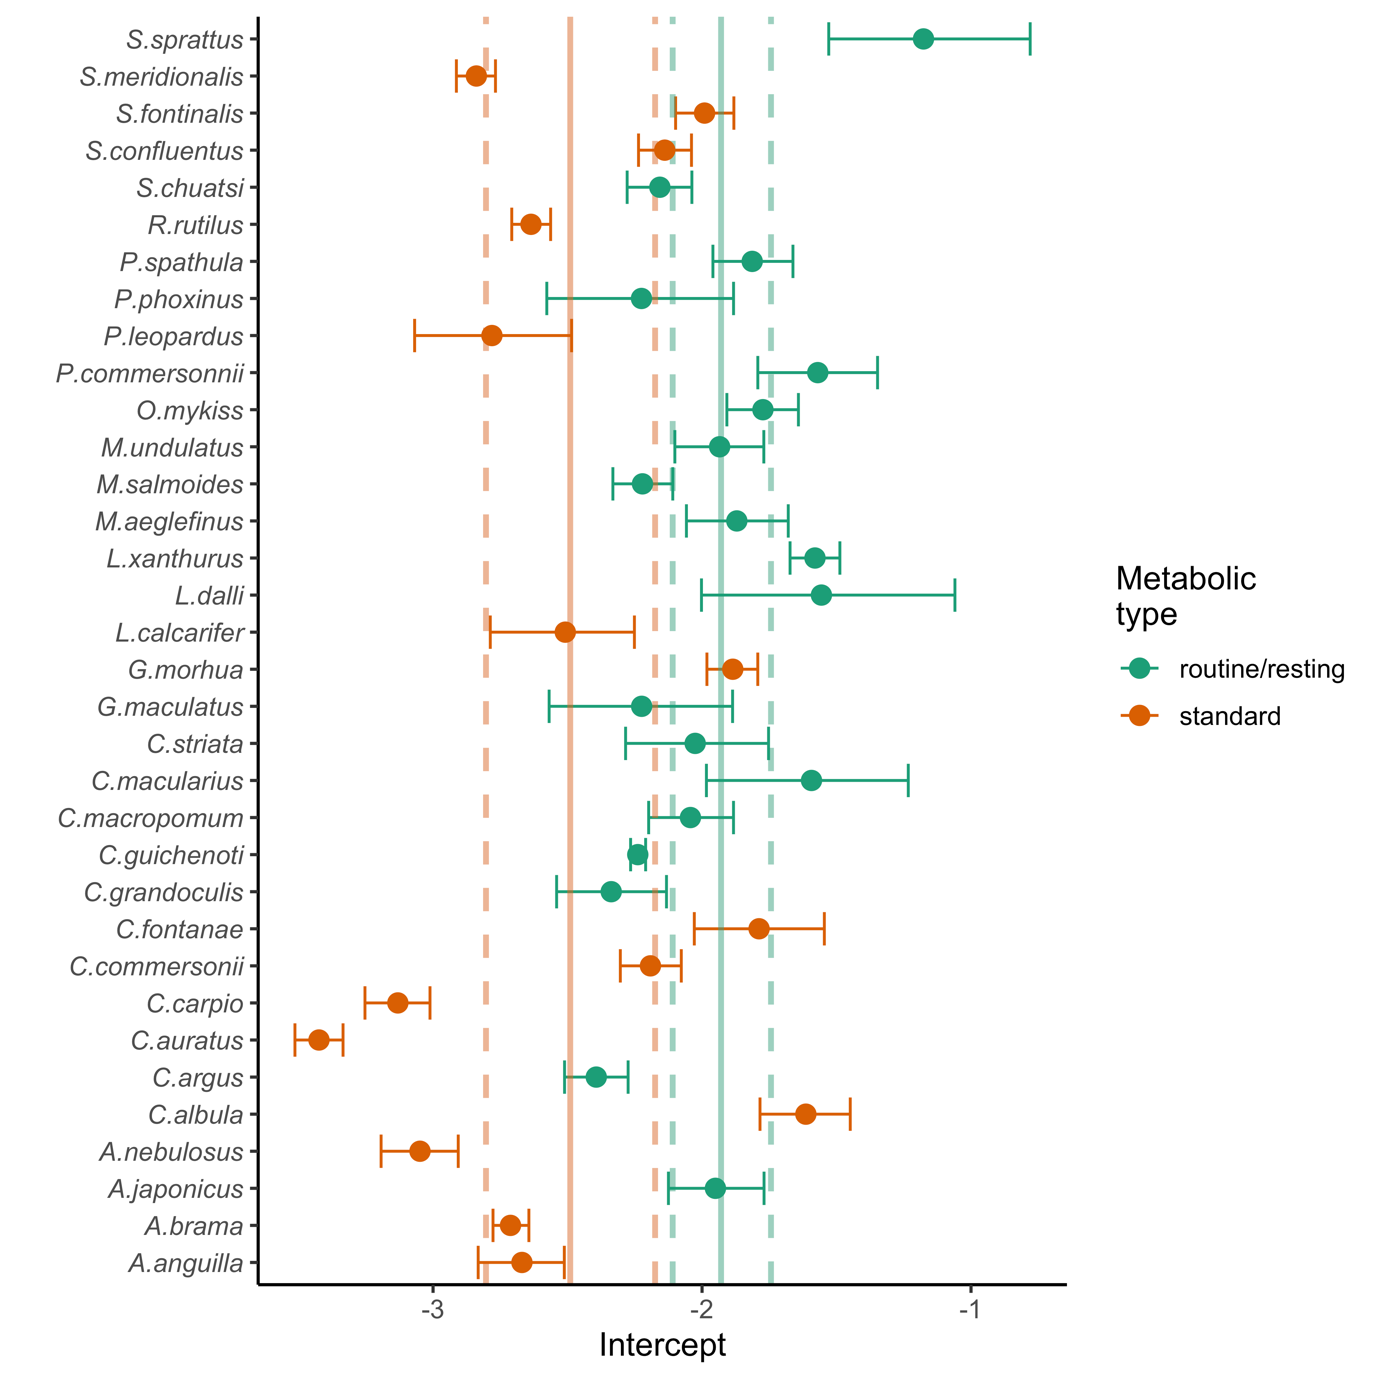 S.sprattus
S.meridionalis
S.fontinalis
S.confluentus
S.chuatsi
R.rutilus
P.spathula
P.phoxinus
P.leopardus
P.commersonnii
O.mykiss
M.undulatus
M.salmoides
M.aeglefinus
L.xanthurus
L.dalli
L.calcarifer
G.morhua
G.maculatus
C.striata
C.macularius
C.macropomum
C.guichenoti
C.grandoculis
C.fontanae
C.commersonii
C.carpio
C.auratus
C.argus
C.albula
A.nebulosus
A.japonicus
A.brama
A.anguilla
-3 -2 -1
Intercept
Metabolic
type
routine/resting
standard